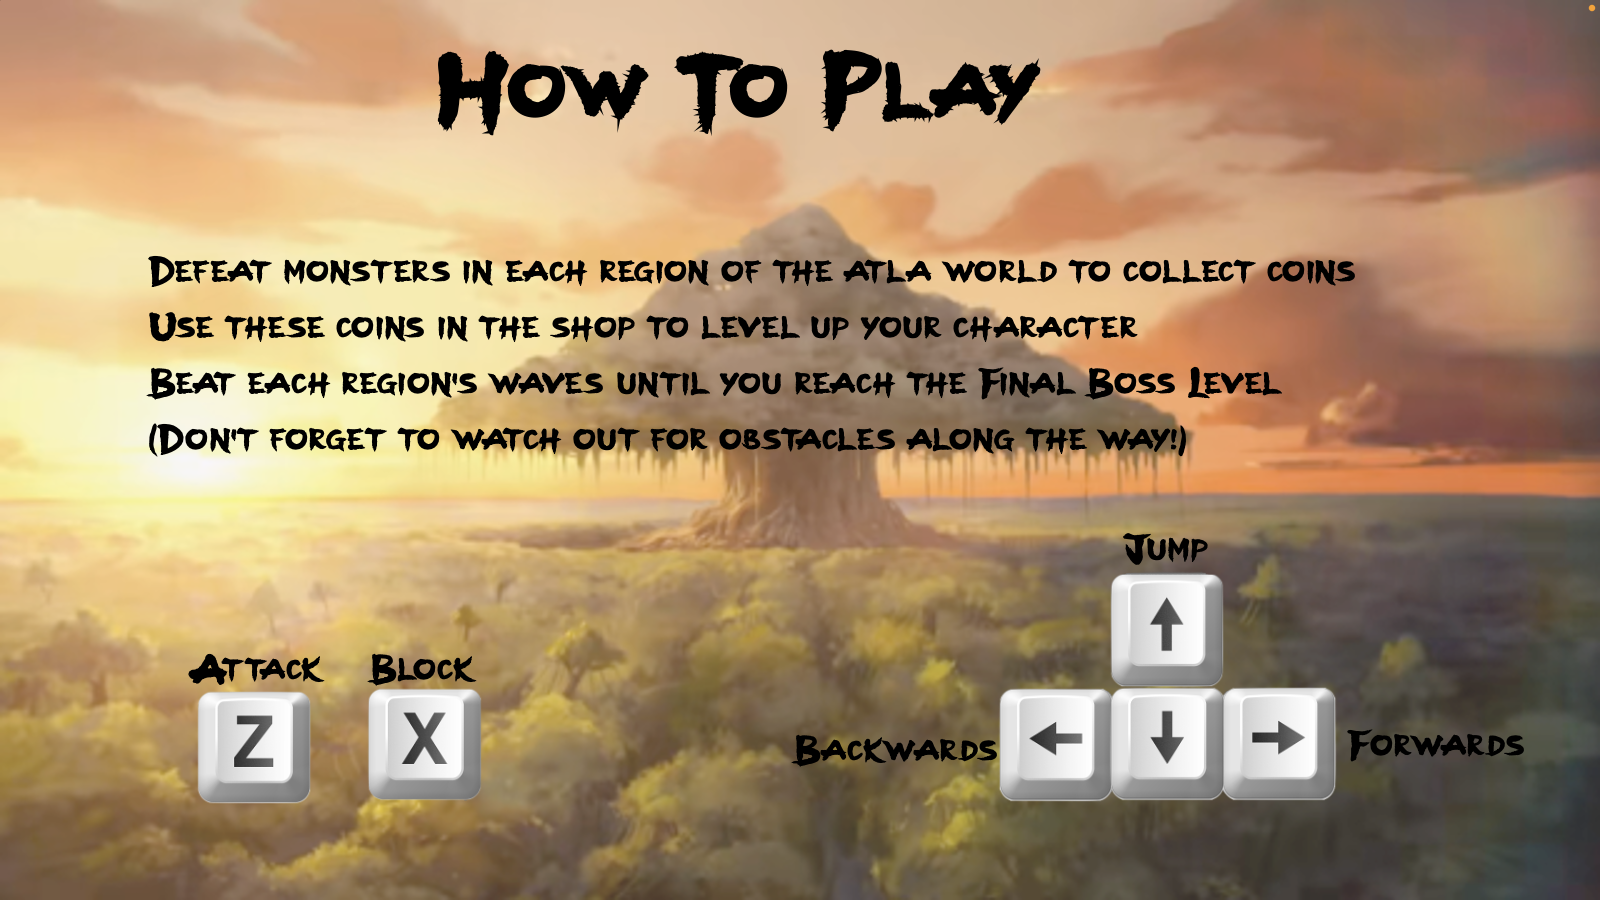 How To Play
Defeat monsters in each region of the atla world to collect coins
Use these coins in the shop to level up your character
Beat each region's waves until you reach the Final Boss Level
(Don't forget to watch out for obstacles along the way!)
Jump
Attack Block
Z X
Backwards ← ↓ → Forwards
↑